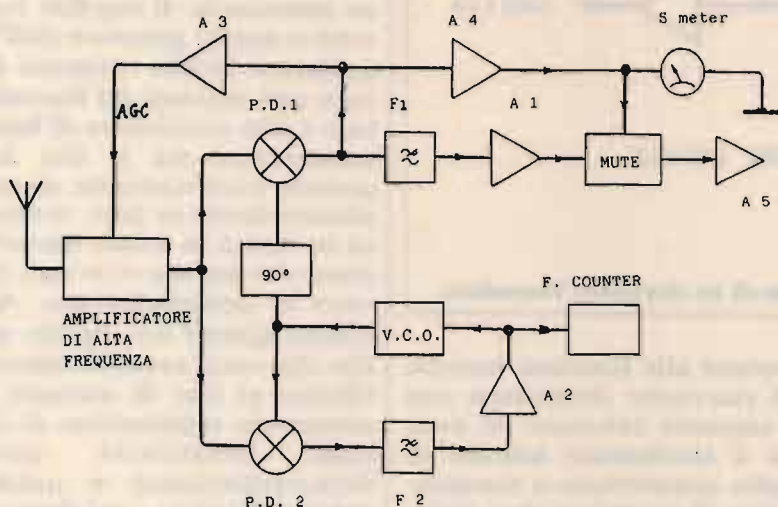 A 3
A 4
S meter
AGC
P.D.1
F1
A 1
MUTE
A 5
90°
AMPLIFICATORE
DI ALTA
FREQUENZA
V.C.O.
F. COUNTER
A 2
P.D. 2
F 2